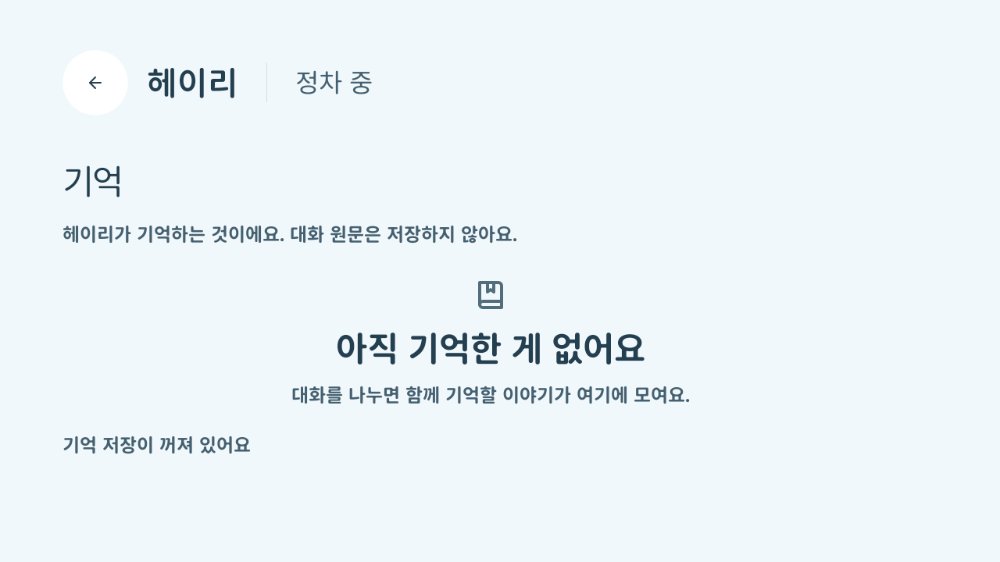 헤이리
정차 중
기억
헤이리가 기억하는 것이에요. 대화 원문은 저장하지 않아요.
아직 기억한 게 없어요
대화를 나누면 함께 기억할 이야기가 여기에 모여요.
기억 저장이 꺼져 있어요